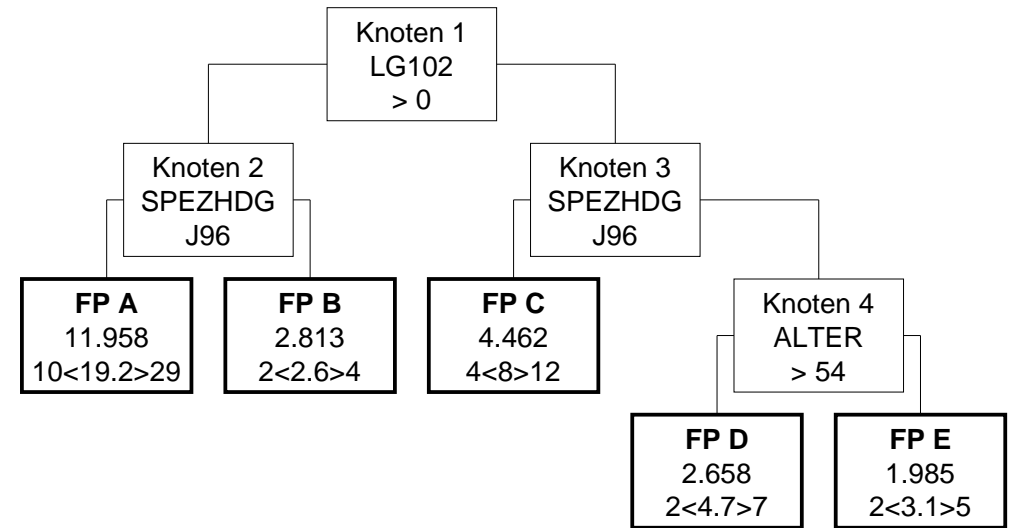 Knoten 1
LG102
> 0
Knoten 2
SPEZHDG
J96
Knoten 3
SPEZHDG
J96
FP A
11.958
10<19.2>29
FP B
2.813
2<2.6>4
FP C
4.462
4<8>12
Knoten 4
ALTER
> 54
FP D
2.658
2<4.7>7
FP E
1.985
2<3.1>5